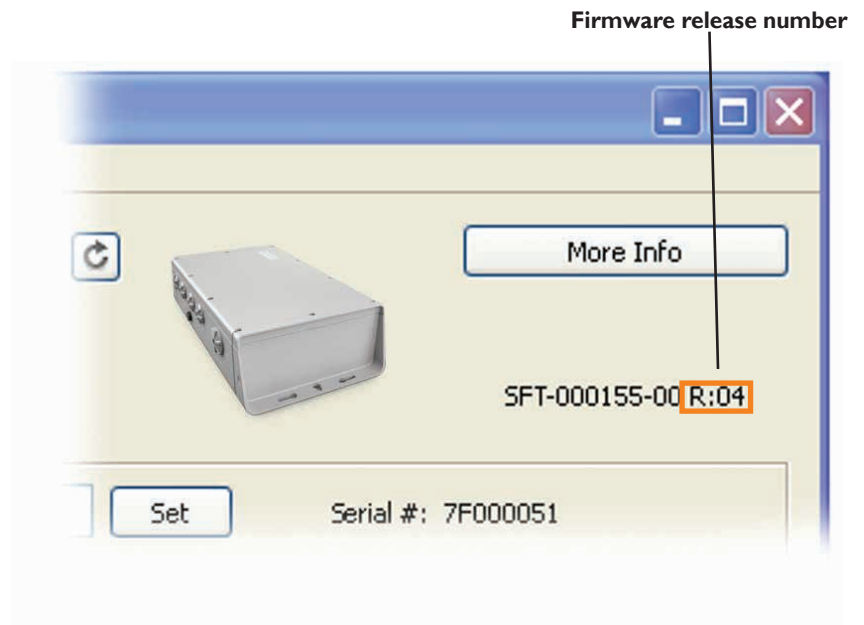 Firmware release number
More Info
SFT-000155-00 R:04
Set
Serial #: 7F000051